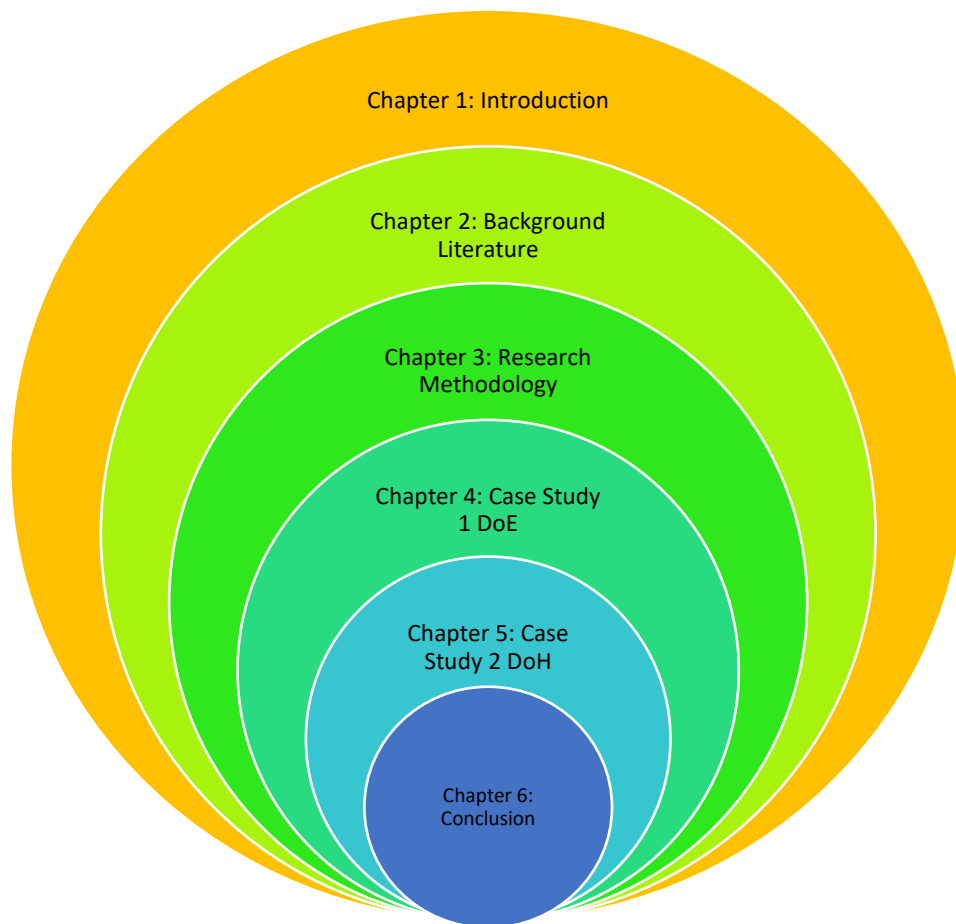 Chapter 1: Introduction
Chapter 2: Background
Literature
Chapter 3: Research
Methodology
Chapter 4: Case Study
1 DoE
Chapter 5: Case
Study 2 DoH
Chapter 6:
Conclusion